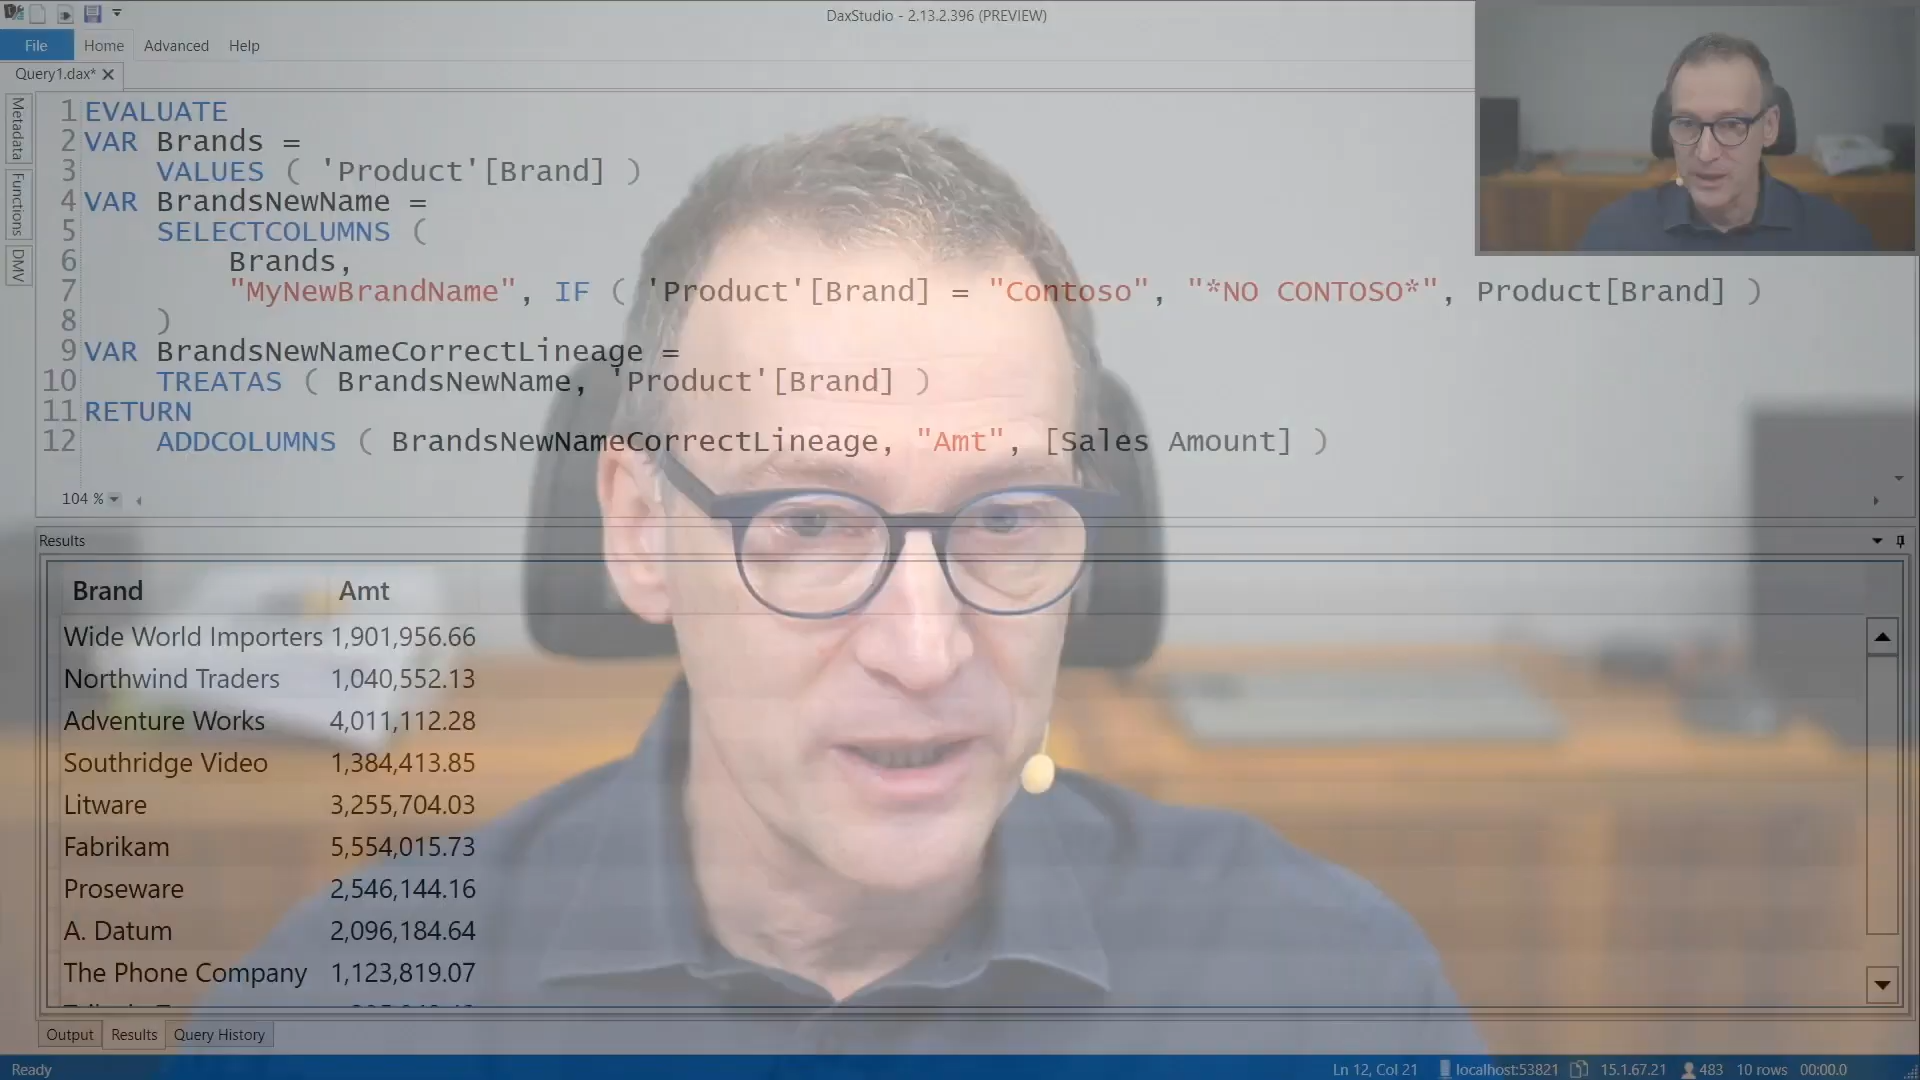 DaxStudio - 2.13.2.396 (PREVIEW)
File Home Advanced Help
Query1.dax*
Metadata
Functions
DMV
1 EVALUATE
2 VAR Brands =
3 VALUES ( 'Product'[Brand] )
4 VAR BrandsNewName =
5 SELECTCOLUMNS (
6 Brands,
7 "MyNewBrandName", IF ( 'Product'[Brand] = "Contoso", "*NO CONTOSO*", Product[Brand] )
8 )
9 VAR BrandsNewNameCorrectLineage =
10 TREATAS ( BrandsNewName, 'Product'[Brand] )
11 RETURN
12 ADDCOLUMNS ( BrandsNewNameCorrectLineage, "Amt", [Sales Amount] )
104 %
Results
Brand Amt
Wide World Importers 1,901,956.66
Northwind Traders 1,040,552.13
Adventure Works 4,011,112.28
Southridge Video 1,384,413.85
Litware 3,255,704.03
Fabrikam 5,554,015.73
Proseware 2,546,144.16
A. Datum 2,096,184.64
The Phone Company 1,123,819.07
Output Results Query History
Ready Ln 12, Col 21 localhost:53821 15.1.67.21 483 10 rows 00:00.0